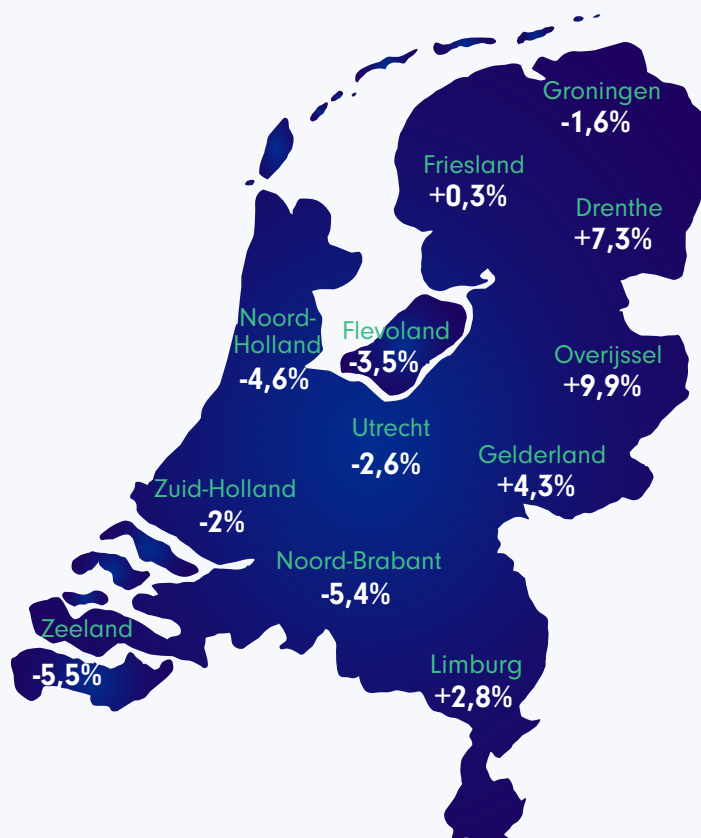 Groningen
-1,6%
Friesland
+0,3%
Drenthe
+7,3%
Noord-
Holland
-4,6%
Flevoland
-3,5%
Overijssel
+9,9%
Utrecht
-2,6%
Gelderland
+4,3%
Zuid-Holland
-2%
Noord-Brabant
-5,4%
Zeeland
-5,5%
Limburg
+2,8%